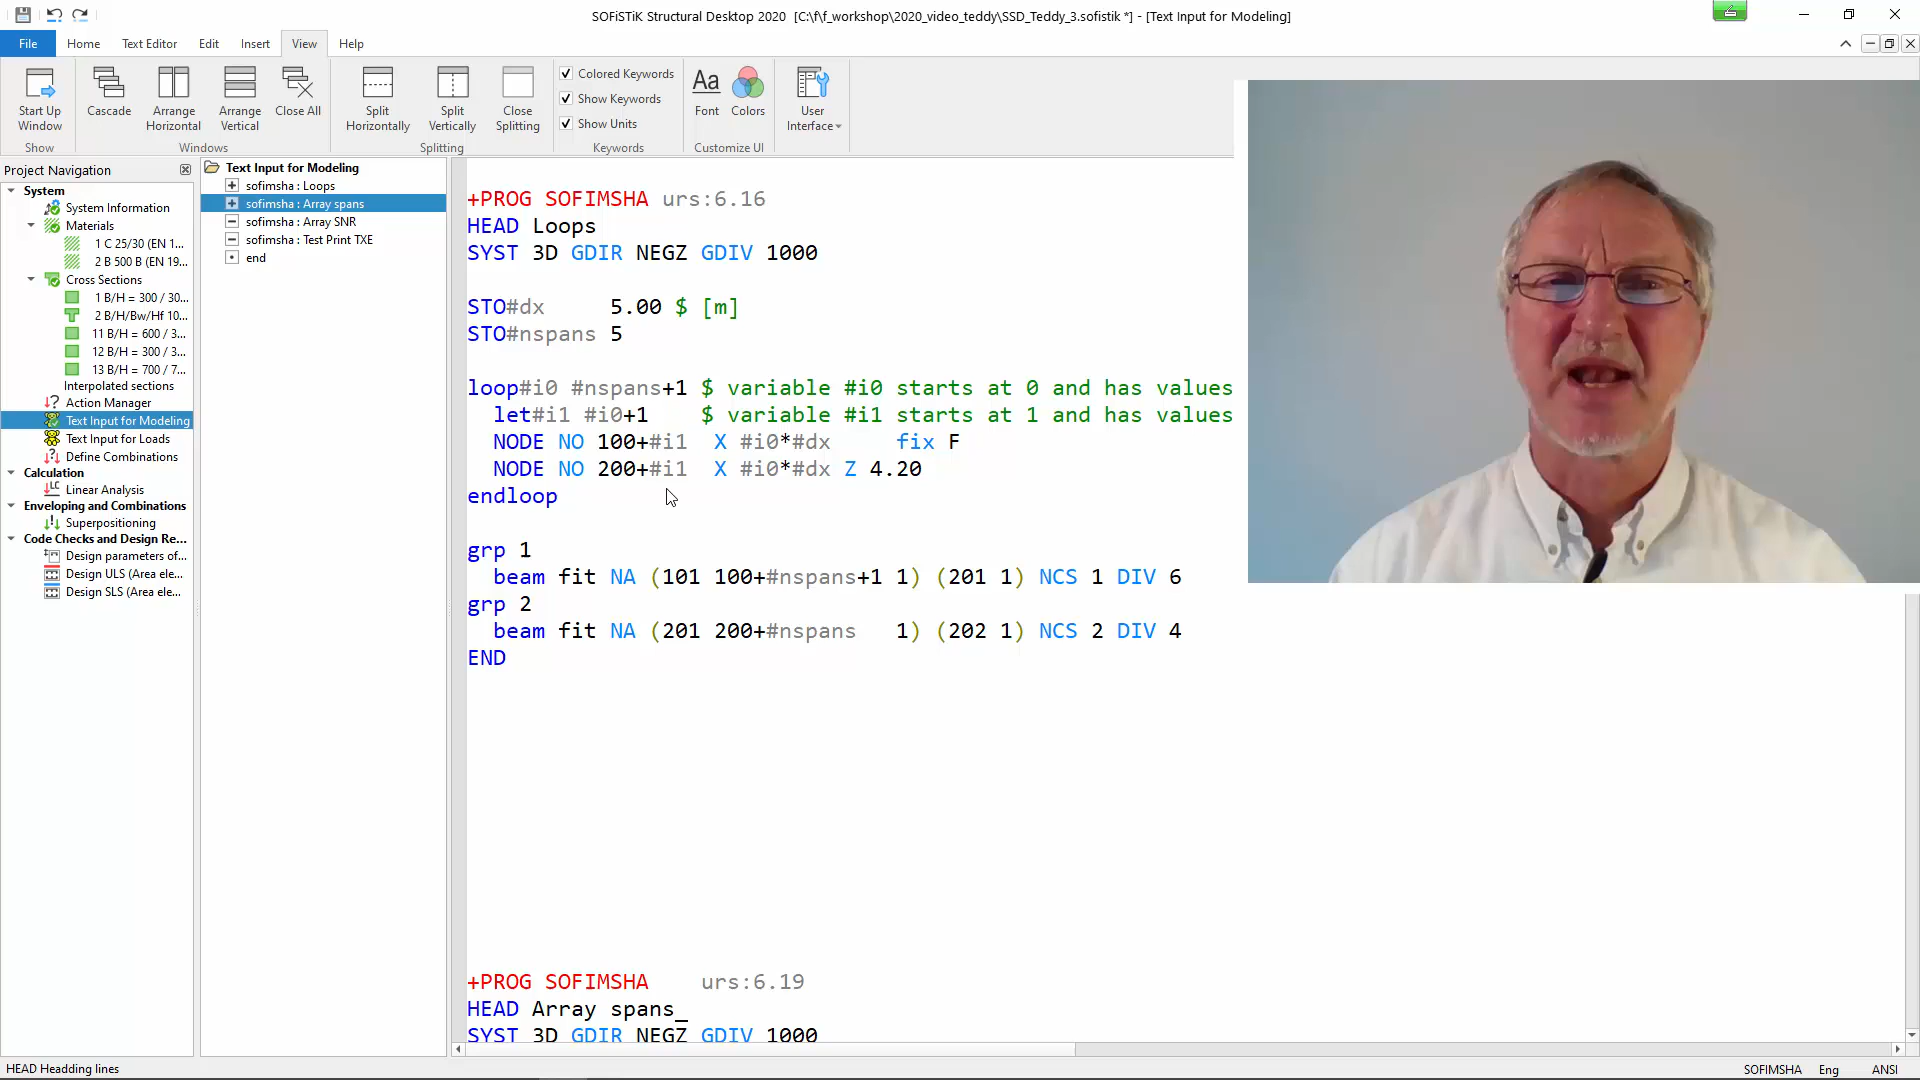 SOFiSTiK Structural Desktop 2020 [C:\f\f_workshop\2020_video_teddy\SSD_Teddy_3.sofistik *] - [Text Input for Modeling]
File Home Text Editor Edit Insert View Help
Start Up Window
Cascade
Arrange Horizontal
Arrange Vertical
Close All
Split Horizontally
Split Vertically
Close Splitting
Colored Keywords
Show Keywords
Show Units
Aa
Font
Colors
User Interface
Show Windows Splitting Keywords Customize UI
Project Navigation
System
System Information
Materials
1 C 25/30 (EN 1...
2 B 500 B (EN 19...
Cross Sections
1 B/H = 300 / 30...
2 B/H/Bw/Hf 10...
11 B/H = 600 / 3...
12 B/H = 300 / 3...
13 B/H = 700 / 7...
Interpolated sections
Action Manager
Text Input for Modeling
Text Input for Loads
Define Combinations
Calculation
Linear Analysis
Enveloping and Combinations
Superpositioning
Code Checks and Design Re...
Design parameters of...
Design ULS (Area ele...
Design SLS (Area ele...
Text Input for Modeling
sofimsha : Loops
sofimsha : Array spans
sofimsha : Array SNR
sofimsha : Test Print TXE
end
+PROG SOFIMSHA urs:6.16
HEAD Loops
SYST 3D GDIR NEGZ GDIV 1000
STO#dx 5.00 $ [m]
STO#nspans 5
loop#i0 #nspans+1 $ variable #i0 starts at 0 and has values
let#i1 #i0+1 $ variable #i1 starts at 1 and has values
NODE NO 100+#i1 X #i0*#dx fix F
NODE NO 200+#i1 X #i0*#dx Z 4.20
endloop
grp 1
beam fit NA (101 100+#nspans+1 1) (201 1) NCS 1 DIV 6
grp 2
beam fit NA (201 200+#nspans 1) (202 1) NCS 2 DIV 4
END
+PROG SOFIMSHA urs:6.19
HEAD Array spans_
SYST 3D GDIR NEGZ GDIV 1000
HEAD Headding lines
SOFIMSHA Eng ANSI